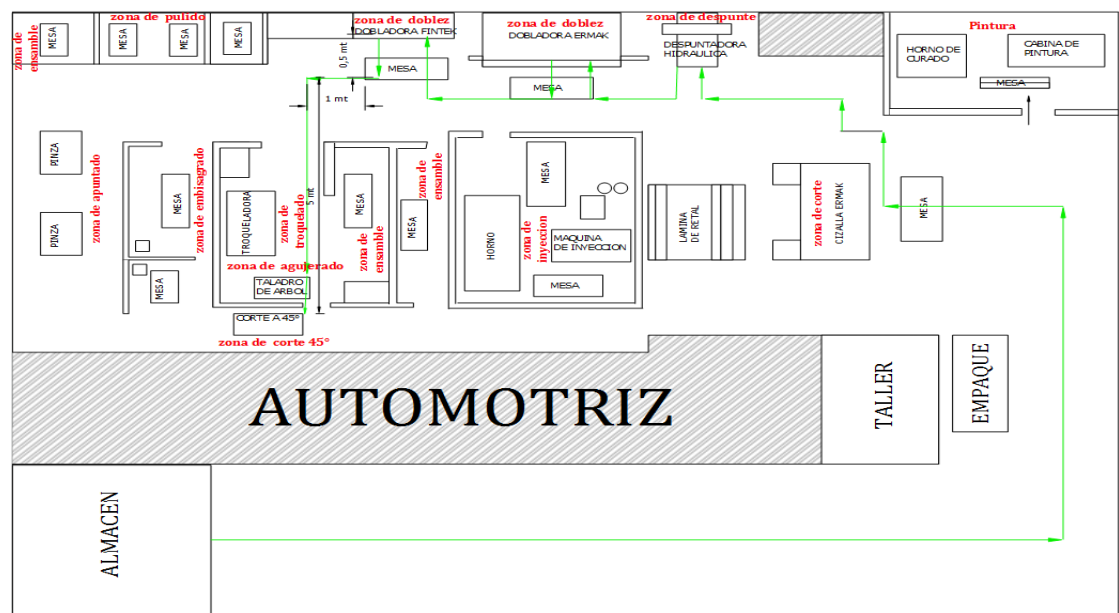 zona de pulido
zona de doblez
DOBLADORA FINTEK
zona de doblez
DOBLADORA ERMAK
zona de despunte
DESPUNTADORA
HIDRAULICA
Pintura
HORNO DE
CURADO
CABINA DE
PINTURA
MESA
zona de
ensamble
MESA
MESA
MESA
MESA
0,5 mt
MESA
1 mt
MESA
PINZA
PINZA
zona de apuntado
MESA
zona de embisagrado
MESA
TROQUELADORA
zona de
troquelado
5 mt
zona de agujerado
TALADRO
DE ARBOL
CORTE A 45°
zona de corte 45°
MESA
zona de
ensamble
MESA
zona de
ensamble
HORNO
MESA
zona de
inyeccion
MAQUINA
DE INYECCION
MESA
LAMINA
DE RETAL
zona de corte
CIZALLA ERMAK
MESA
AUTOMOTRIZ
TALLER
EMPAQUE
ALMACEN